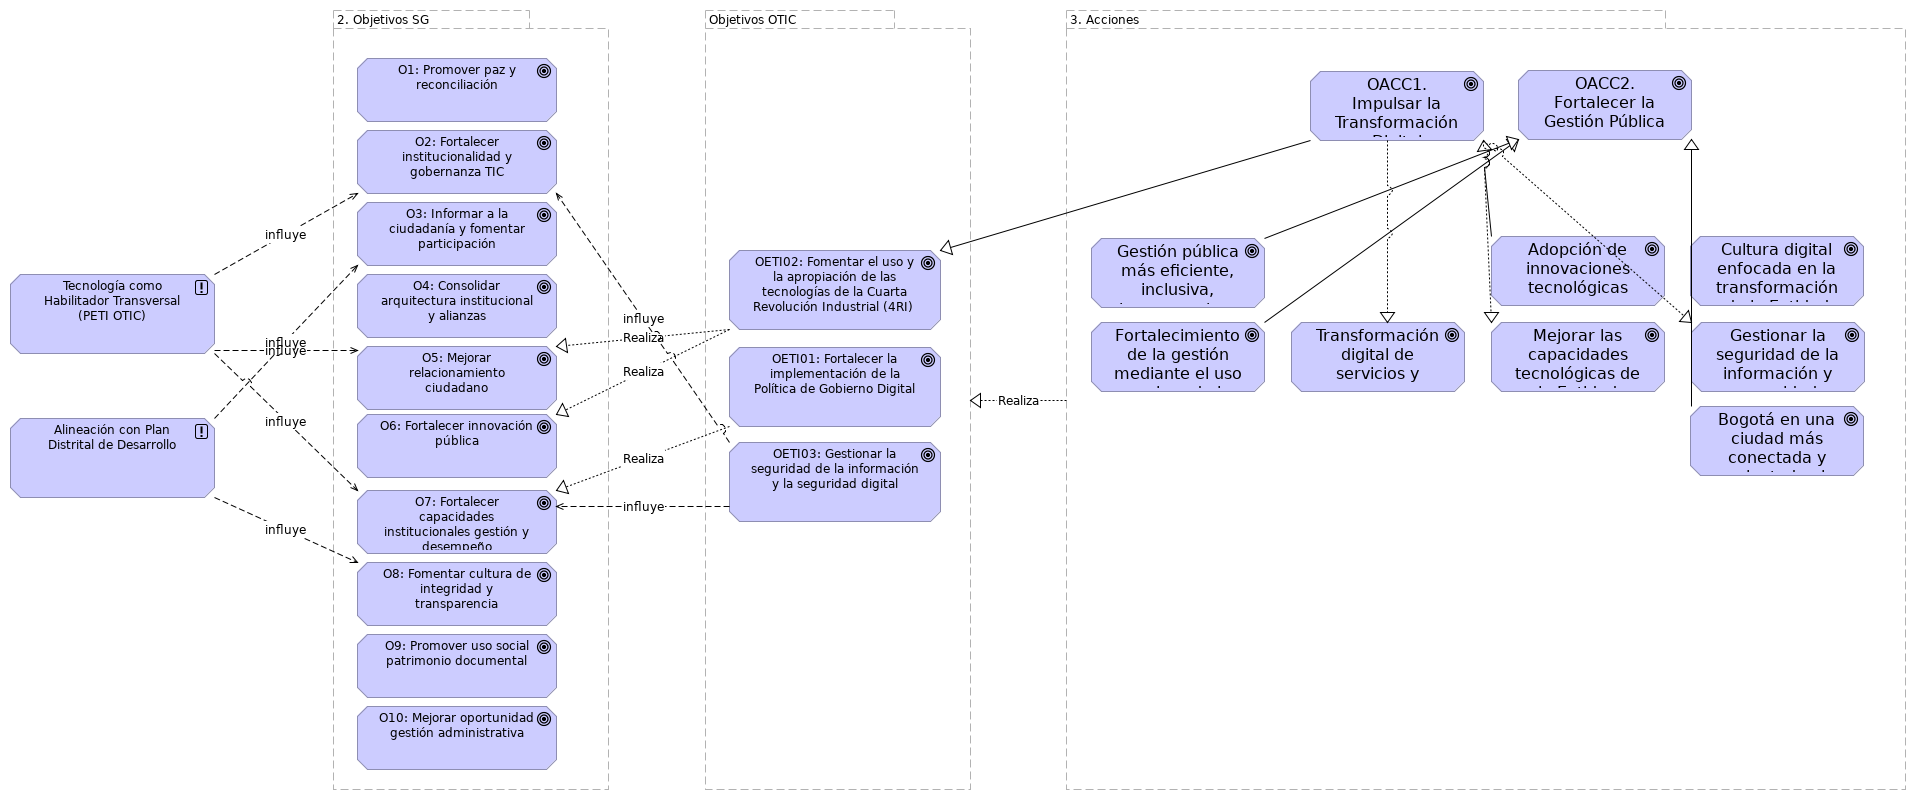 2. Objetivos SG
Objetivos OTIC
3. Acciones
O1: Promover paz y
reconciliación
O2: Fortalecer
institucionalidad y
gobernanza TIC
O3: Informar a la
ciudadanía y fomentar
participación
O4: Consolidar
arquitectura institucional
y alianzas
O5: Mejorar
relacionamiento
ciudadano
O6: Fortalecer innovación
pública
O7: Fortalecer
capacidades
institucionales gestión y
desempeño
O8: Fomentar cultura de
integridad y
transparencia
O9: Promover uso social
patrimonio documental
O10: Mejorar oportunidad
gestión administrativa
Tecnología como
Habilitador Transversal
(PETI OTIC)
Alineación con Plan
Distrital de Desarrollo
influye
influye
influye
influye
influye
influye
Realiza
Realiza
Realiza
influye
OETI02: Fomentar el uso y
la apropiación de las
tecnologías de la Cuarta
Revolución Industrial (4RI)
OETI01: Fortalecer la
implementación de la
Política de Gobierno Digital
OETI03: Gestionar la
seguridad de la información
y la seguridad digital
Realiza
OACC1.
Impulsar la
Transformación
OACC2.
Fortalecer la
Gestión Pública
Gestión pública
más eficiente,
inclusiva,
Adopción de
innovaciones
tecnológicas
Cultura digital
enfocada en la
transformación
Fortalecimiento
de la gestión
mediante el uso
Transformación
digital de
servicios y
Mejorar las
capacidades
tecnológicas de
Gestionar la
seguridad de la
información y
Bogotá en una
ciudad más
conectada y